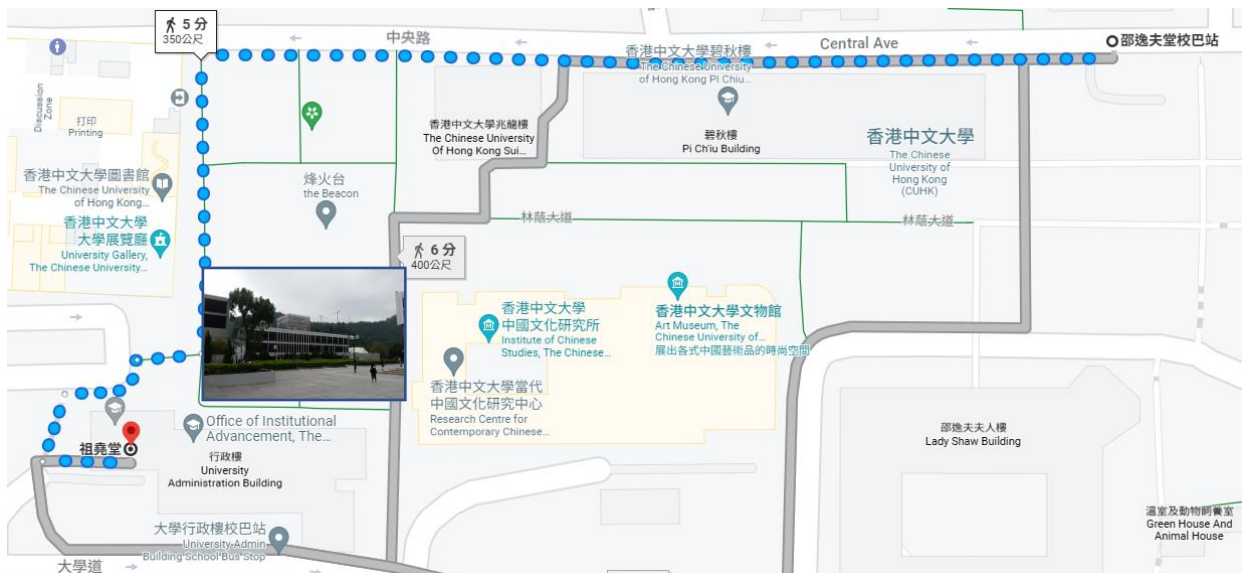 5 分
350公尺
中央路
Central Ave
邵逸夫堂校巴站
香港中文大學碧秋樓
The Chinese University
of Hong Kong Pi Chiu...
Discussion
Zone
打印
Printing
香港中文大學兆龍樓
The Chinese University
Of Hong Kong Sui...
碧秋樓
Pi Ch'iu Building
香港中文大學
The Chinese
University of
Hong Kong
(CUHK)
香港中文大學圖書館
The Chinese University
of Hong Kong...
烽火台
the Beacon
林蔭大道
林蔭大道
香港中文大學
大學展覽廳
University Gallery,
The Chinese University...
6 分
400公尺
香港中文大學
中國文化研究所
Institute of Chinese
Studies, The Chinese...
香港中文大學文物館
Art Museum, The
Chinese University of...
展出各式中國藝術品的時尚空間
香港中文大學當代
中國文化研究中心
Research Centre for
Contemporary Chinese...
Office of Institutional
Advancement, The...
祖堯堂
行政樓
University
Administration Building
邵逸夫夫人樓
Lady Shaw Building
大學行政樓校巴站
University Admin
Building School Bus Stop
溫室及動物飼養室
Green House And
Animal House
大學道